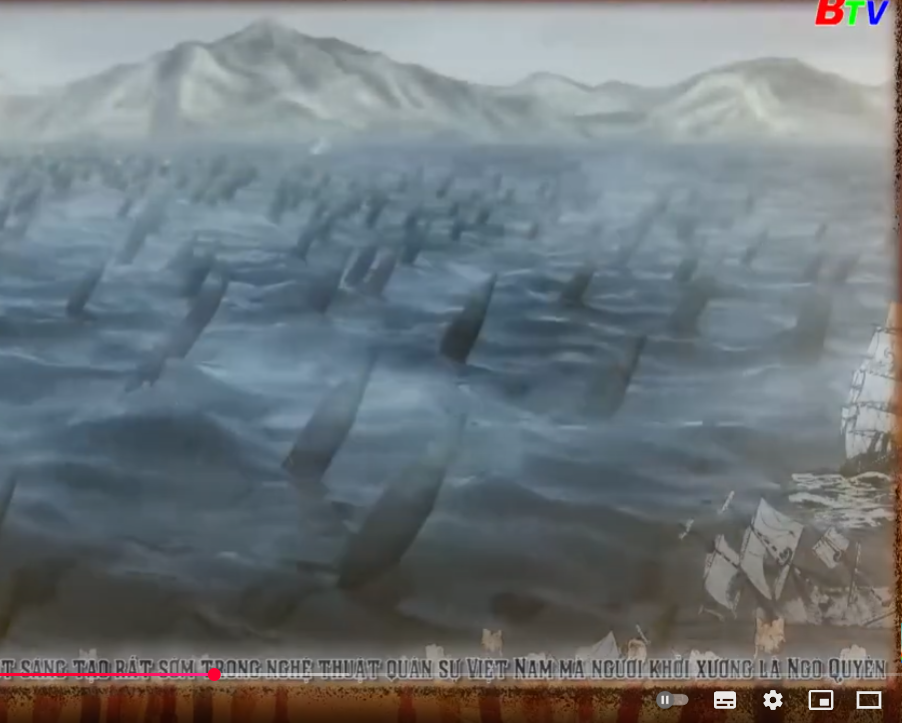 BTV
T SÁNG TẠO RẤT SỚM TRONG NGHỆ THUẬT QUÂN SỰ VIỆT NAM MÀ NGƯỜI KHỞI XƯỚNG LÀ NGÔ QUYỀN